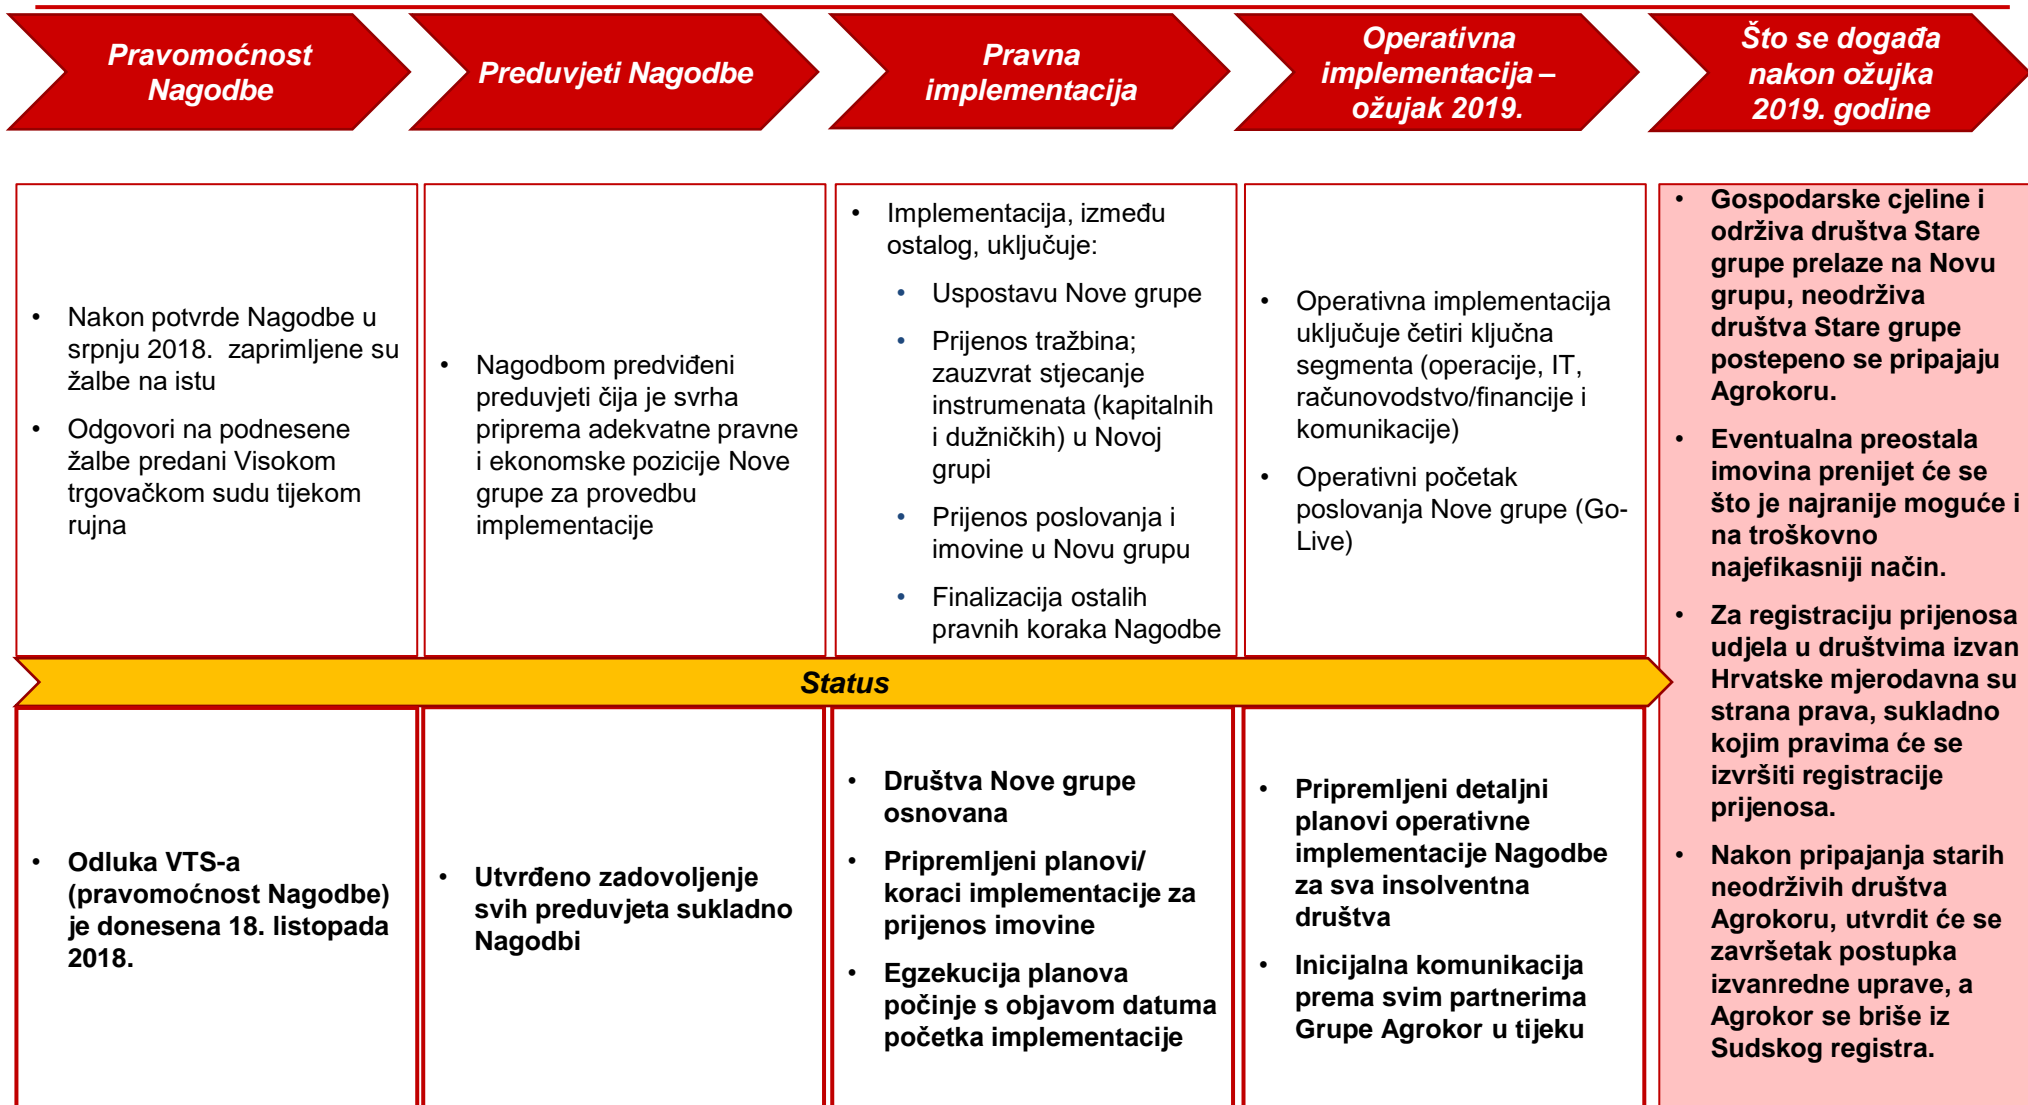 Pravomoćnost
Nagodbe
Preduvjeti Nagodbe
Pravna
implementacija
Operativna
implementacija –
ožujak 2019.
Što se događa
nakon ožujka
2019. godine
• Nakon potvrde Nagodbe u
srpnju 2018.  zaprimljene su
žalbe na istu
• Odgovori na podnesene
žalbe predani Visokom
trgovačkom sudu tijekom
rujna
• Nagodbom predviđeni
preduvjeti čija je svrha
priprema adekvatne pravne
i ekonomske pozicije Nove
grupe za provedbu
implementacije
• Implementacija, između
ostalog, uključuje:
• Uspostavu Nove grupe
• Prijenos tražbina;
zauzvrat stjecanje
instrumenata (kapitalnih
i dužničkih) u Novoj
grupi
• Prijenos poslovanja i
imovine u Novu grupu
• Finalizacija ostalih
pravnih koraka Nagodbe
• Operativna implementacija
uključuje četiri ključna
segmenta (operacije, IT,
računovodstvo/financije i
komunikacije)
• Operativni početak
poslovanja Nove grupe (Go-
Live)
• Gospodarske cjeline i
održiva društva Stare
grupe prelaze na Novu
grupu, neodrživa
društva Stare grupe
postepeno se pripajaju
Agrokoru.
• Eventualna preostala
imovina prenijet će se
što je najranije moguće i
na troškovno
najefikasniji način.
• Za registraciju prijenosa
udjela u društvima izvan
Hrvatske mjerodavna su
strana prava, sukladno
kojim pravima će se
izvršiti registracije
prijenosa.
• Nakon pripajanja starih
neodrživih društva
Agrokoru, utvrdit će se
završetak postupka
izvanredne uprave, a
Agrokor se briše iz
Sudskog registra.
Status
• Odluka VTS-a
(pravomoćnost Nagodbe)
je donesena 18. listopada
2018.
• Utvrđeno zadovoljenje
svih preduvjeta sukladno
Nagodbi
• Društva Nove grupe
osnovana
• Pripremljeni planovi/
koraci implementacije za
prijenos imovine
• Egzekucija planova
počinje s objavom datuma
početka implementacije
• Pripremljeni detaljni
planovi operativne
implementacije Nagodbe
za sva insolventna
društva
• Inicijalna komunikacija
prema svim partnerima
Grupe Agrokor u tijeku